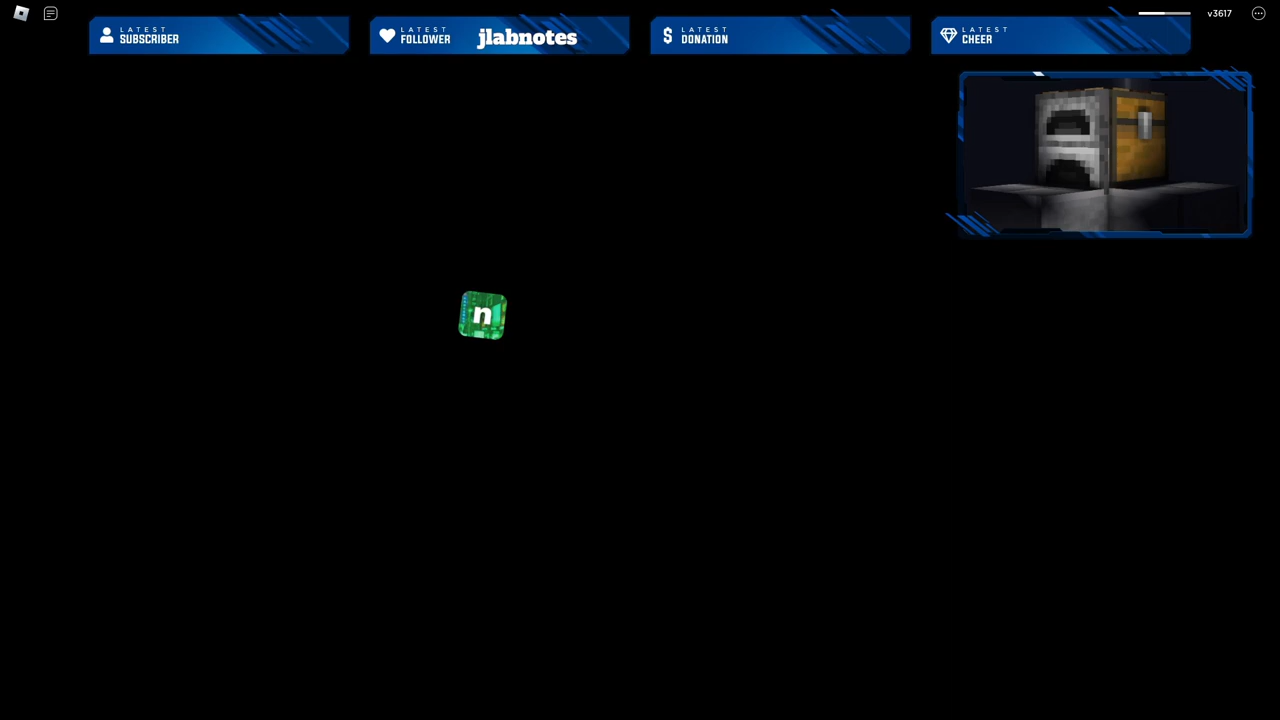 v3617
LATEST
SUBSCRIBER
LATEST
FOLLOWER
jlabnotes
LATEST
DONATION
LATEST
CHEER
n